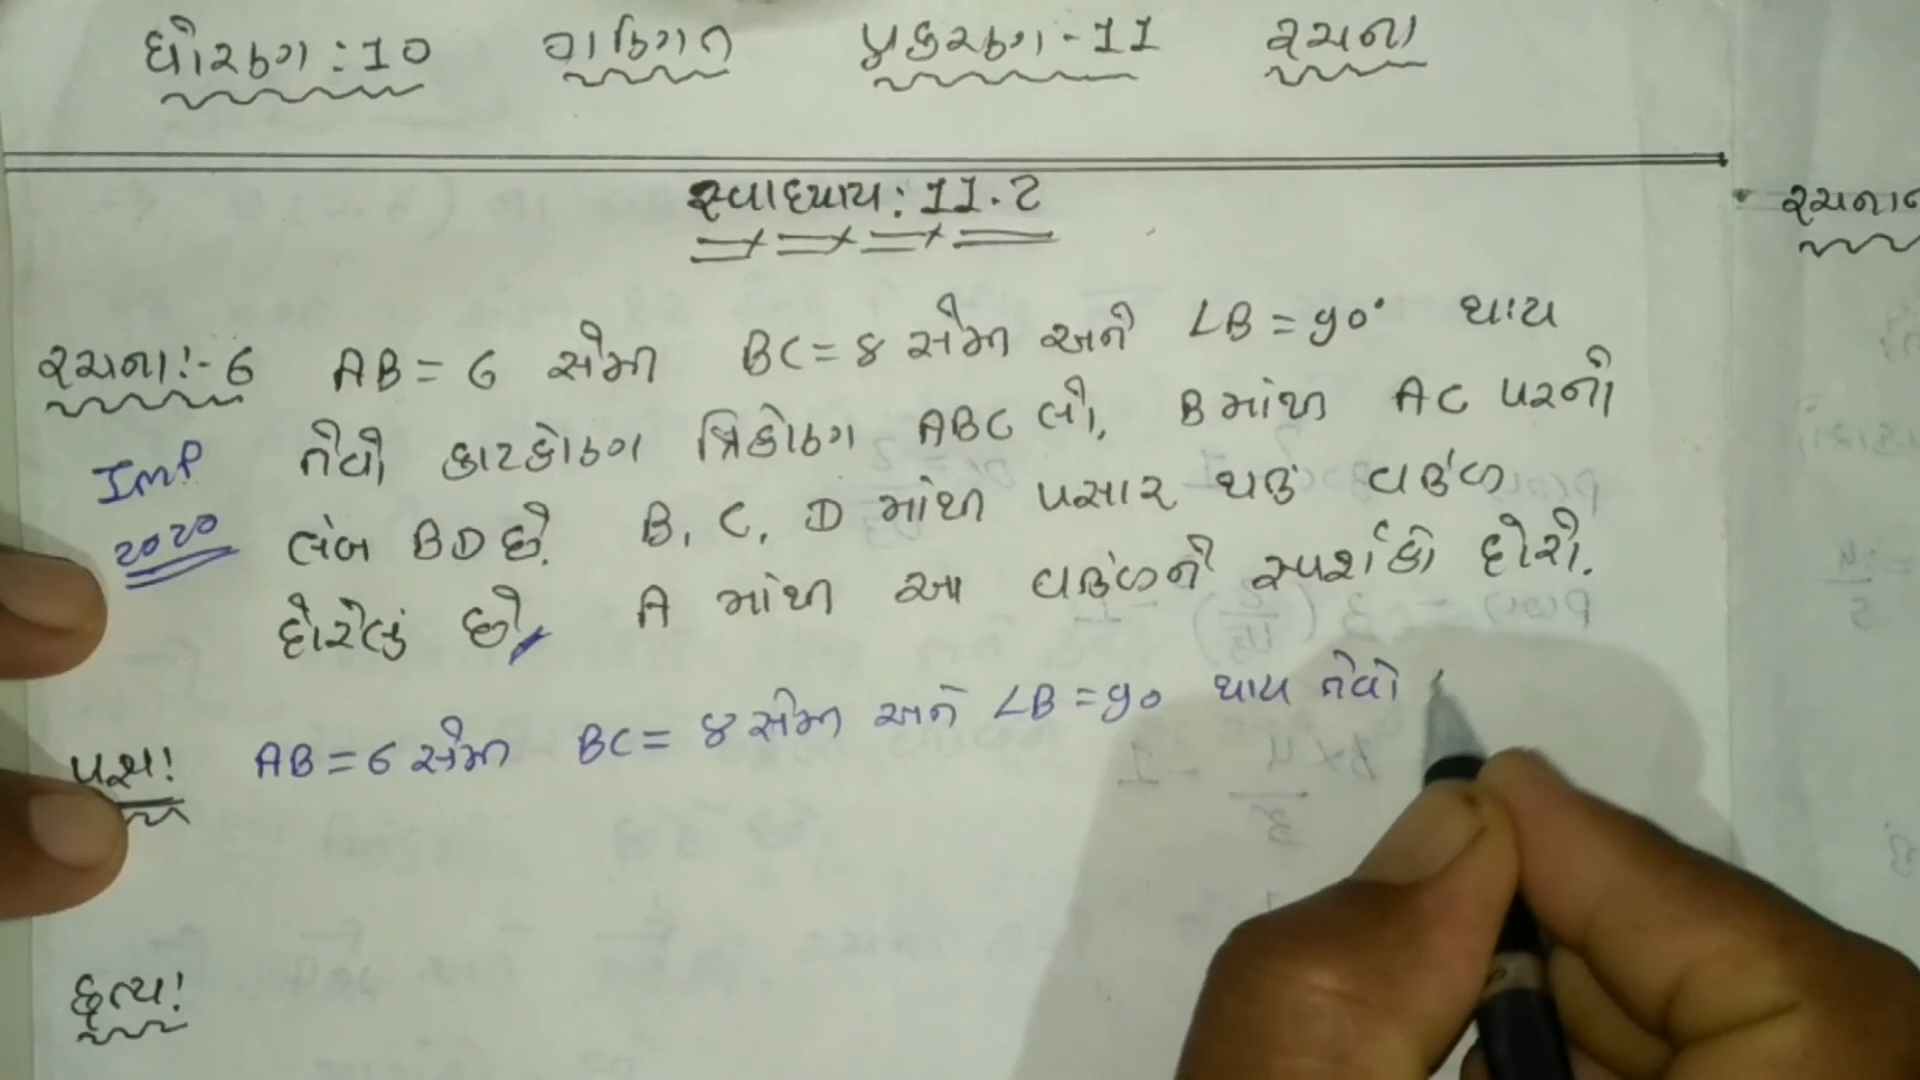 ધોરણ : 10 ગણિત પ્રકરણ - 11 રચના
સ્વાધ્યાય : 11.2
રચના :- 6 AB = 6 સેમી BC = 8 સેમી અને ∠B = 90° થાય
તેવો કાટકોણ ત્રિકોણ ABC લો. B માંથી AC પરનો
લંબ BD છે. B, C, D માંથી પસાર થતું વર્તુળ
દોરેલું છે, A માંથી આ વર્તુળને સ્પર્શકો દોરો.
Imp
2020
પક્ષ : AB = 6 સેમી BC = 8 સેમી અને ∠B = 90 થાય તેવો
કૃત્ય :